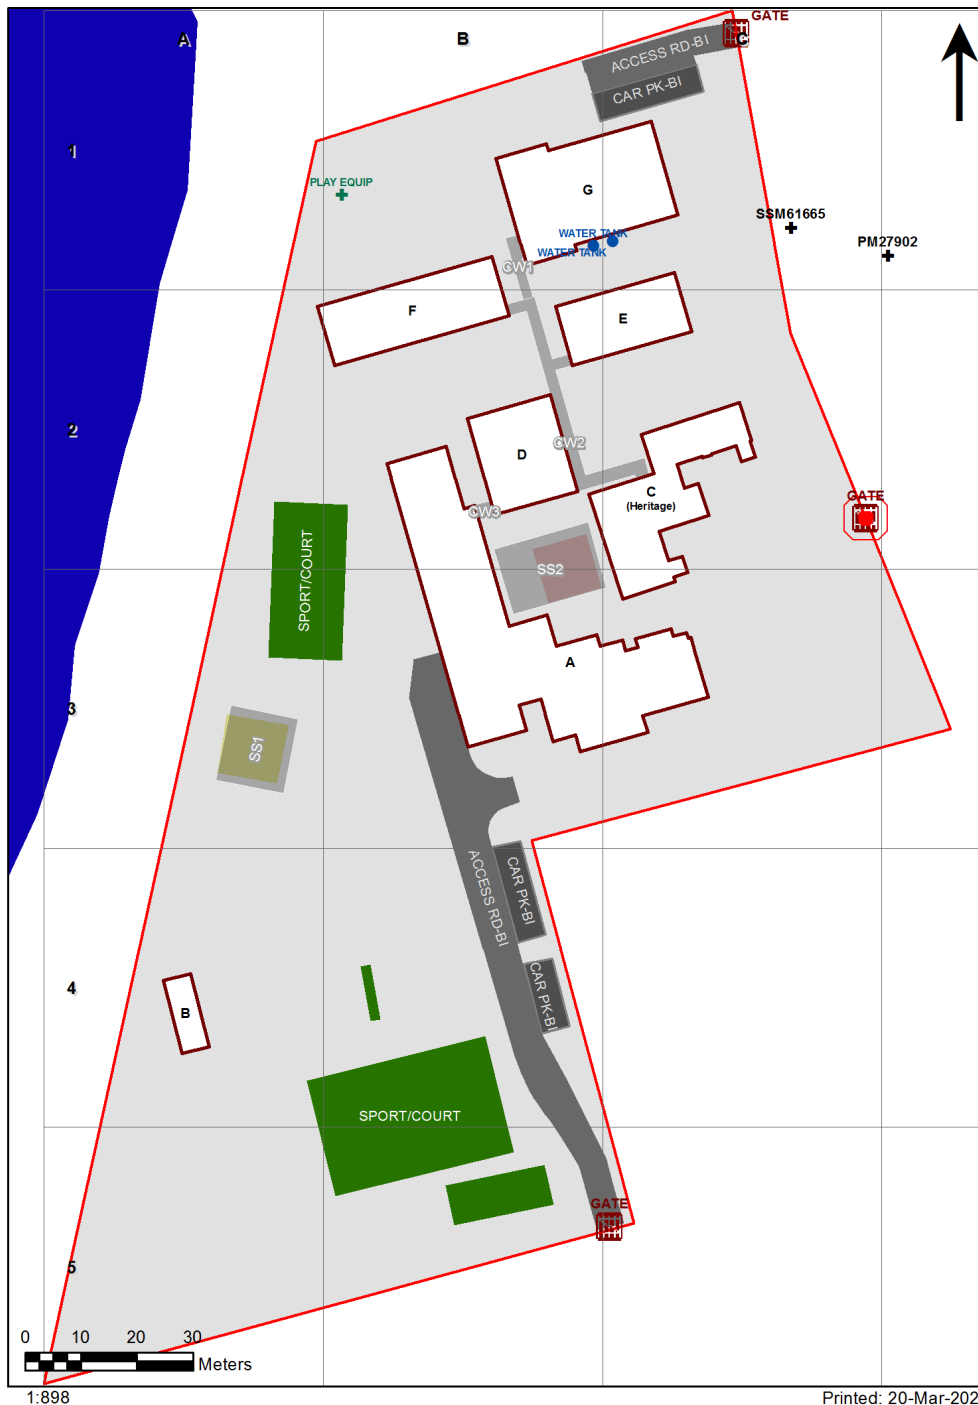 GATE
A
B
C
ACCESS RD-BI
CAR PK-BI
1
PLAY EQUIP
G
SSM61665
WATER TANK
PM27902
WATER TANK
CW1
F
E
2
CW2
D
C
(Heritage)
GATE
CW3
SPORT/COURT
SS2
A
3
SS1
ACCESS RD-BI
CAR PK-BI
4
CAR PK-BI
B
SPORT/COURT
GATE
5
0 10 20 30
Meters
1:898
Printed: 20-Mar-202